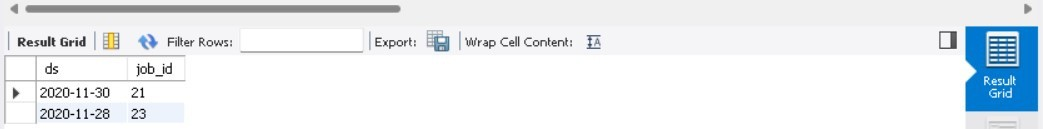 Result Grid Filter Rows: Export: Wrap Cell Content: IA
ds job_id
2020-11-30 21
2020-11-28 23
Result
Grid